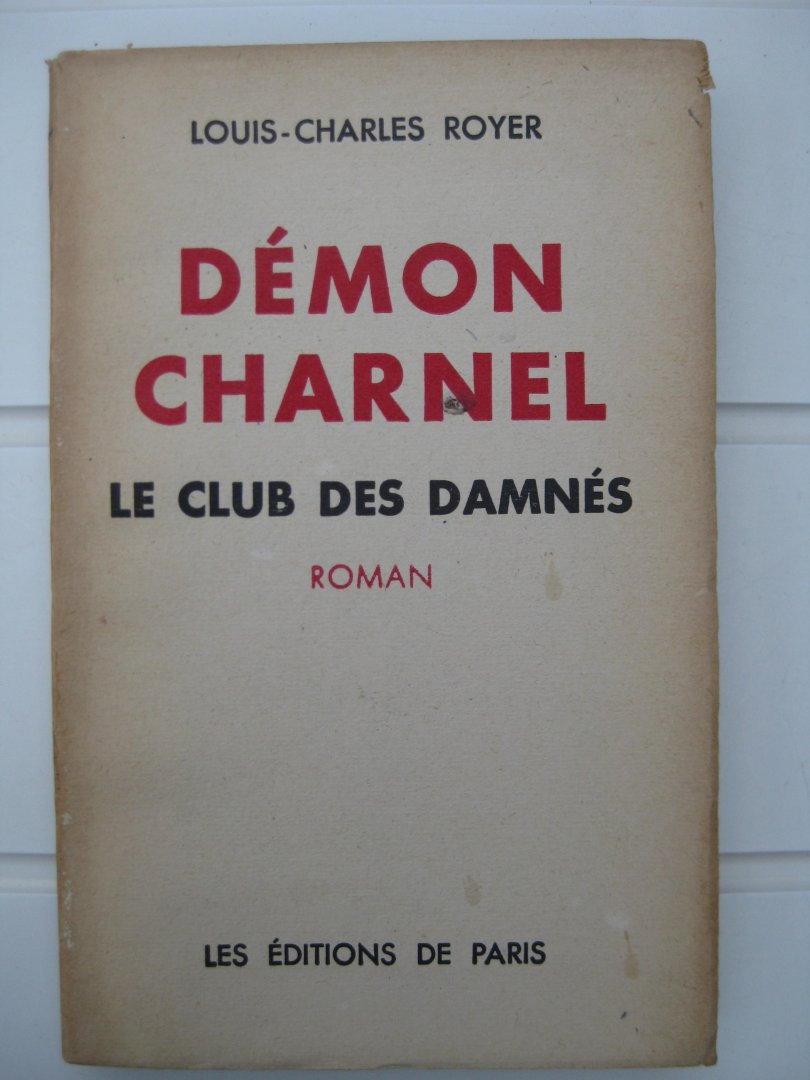 LOUIS-CHARLES ROYER
DÉMON
CHARNEL
LE CLUB DES DAMNÉS
ROMAN
LES ÉDITIONS DE PARIS